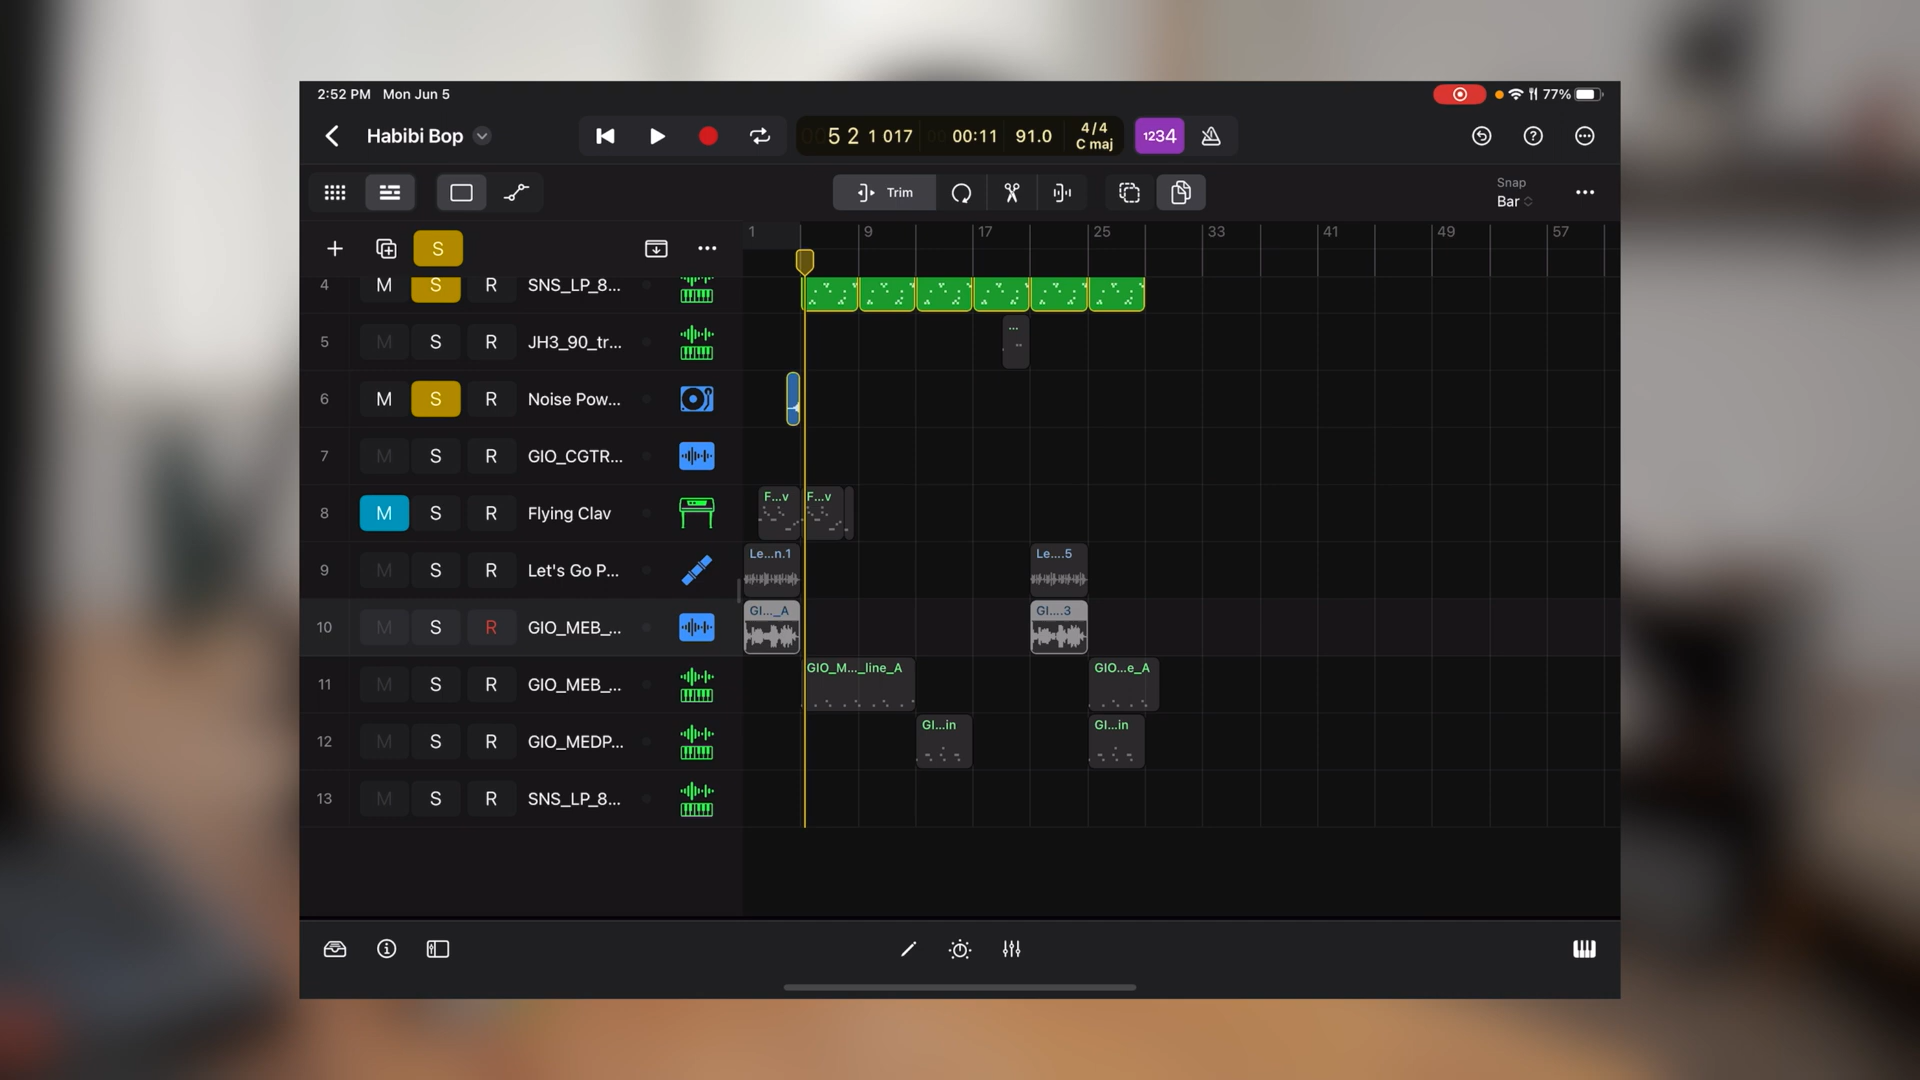 2:52 PM Mon Jun 5
77%
Habibi Bop
5 2 1 017
00:11
91.0
4/4
C maj
1234
Trim
Snap
Bar
S
1 9 17 25 33 41 49 57
4 M S R SNS_LP_8...
5 M S R JH3_90_tr...
...
6 M S R Noise Pow...
7 M S R GIO_CGTR...
8 M S R Flying Clav
F...v F...v
9 M S R Let's Go P...
Le...n.1 Le....5
10 M S R GIO_MEB_...
GI..._A GI....3
11 M S R GIO_MEB_...
GIO_M..._line_A GIO...e_A
12 M S R GIO_MEDP...
GI...in GI...in
13 M S R SNS_LP_8...